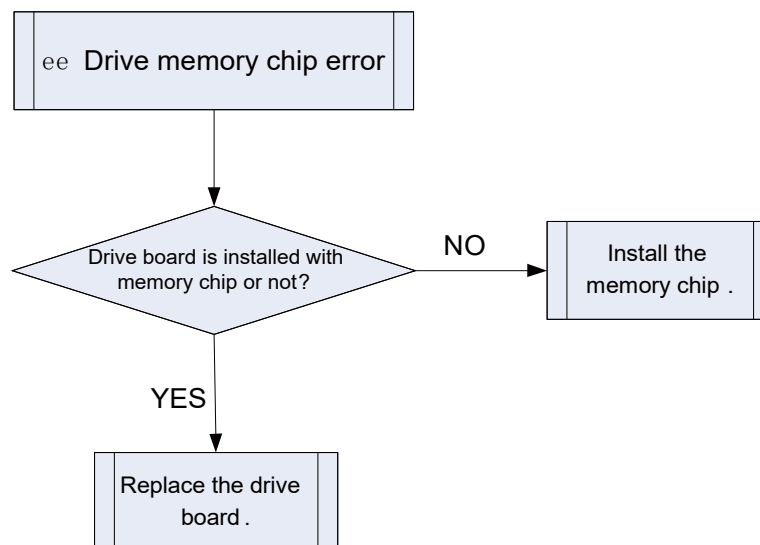 ee Drive memory chip error
Drive board is installed with
memory chip or not?
NO
Install the
memory chip .
YES
Replace the drive
board .